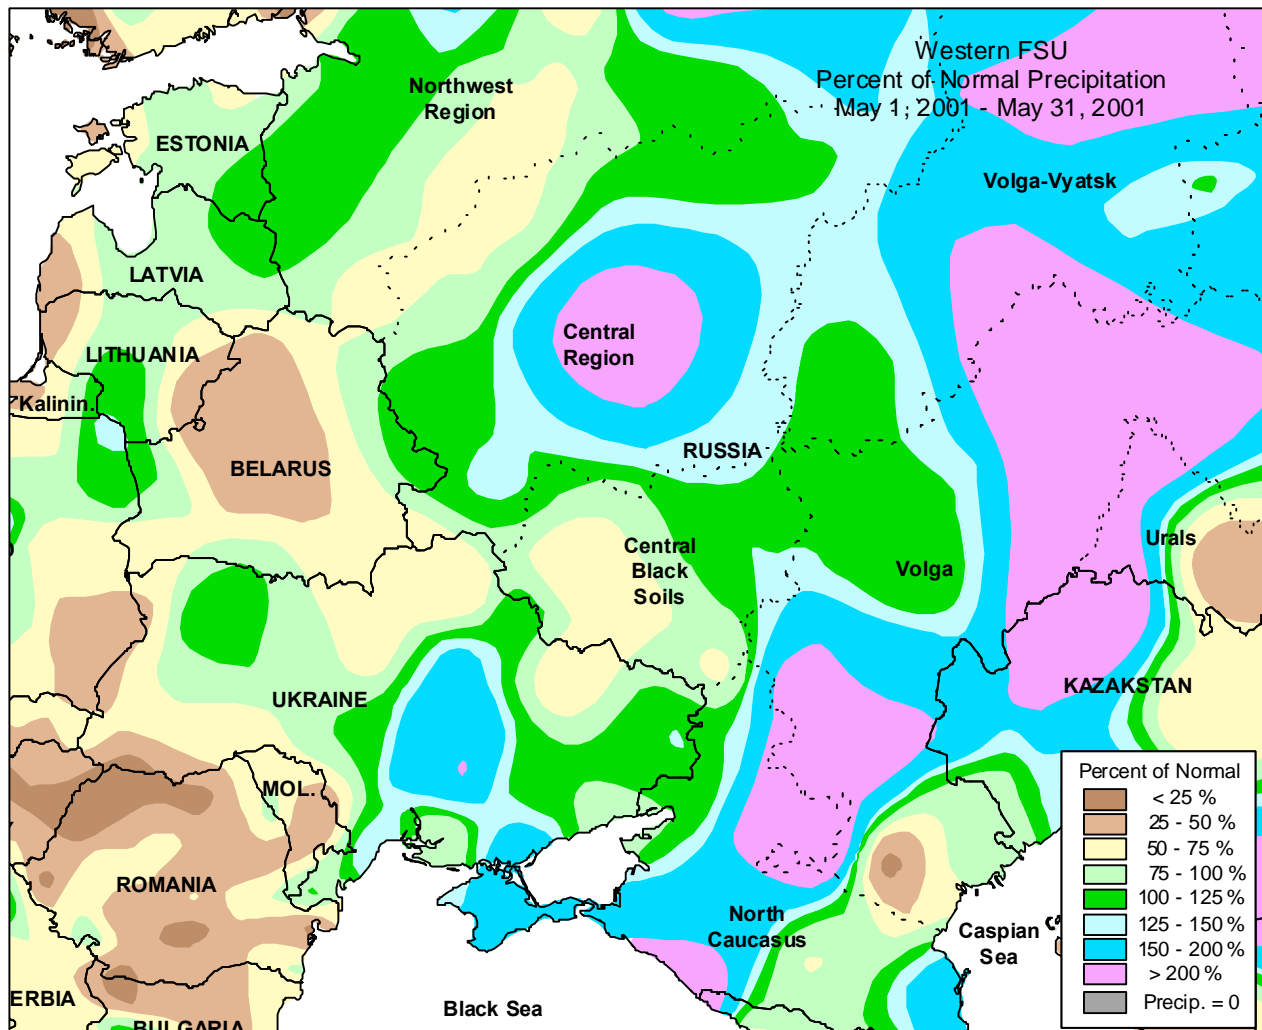 Western FSU
Percent of Normal Precipitation
May 1, 2001 - May 31, 2001
Northwest
Region
ESTONIA
Volga-Vyatsk
LATVIA
Central
Region
LITHUANIA
Kalinin.
RUSSIA
BELARUS
Urals
Central
Black
Soils
Volga
UKRAINE
KAZAKSTAN
MOL.
ROMANIA
North
Caucasus
Caspian
Sea
ERBIA
Black Sea
BULGARIA
Percent of Normal
< 25 %
25 - 50 %
50 - 75 %
75 - 100 %
100 - 125 %
125 - 150 %
150 - 200 %
> 200 %
Precip. = 0